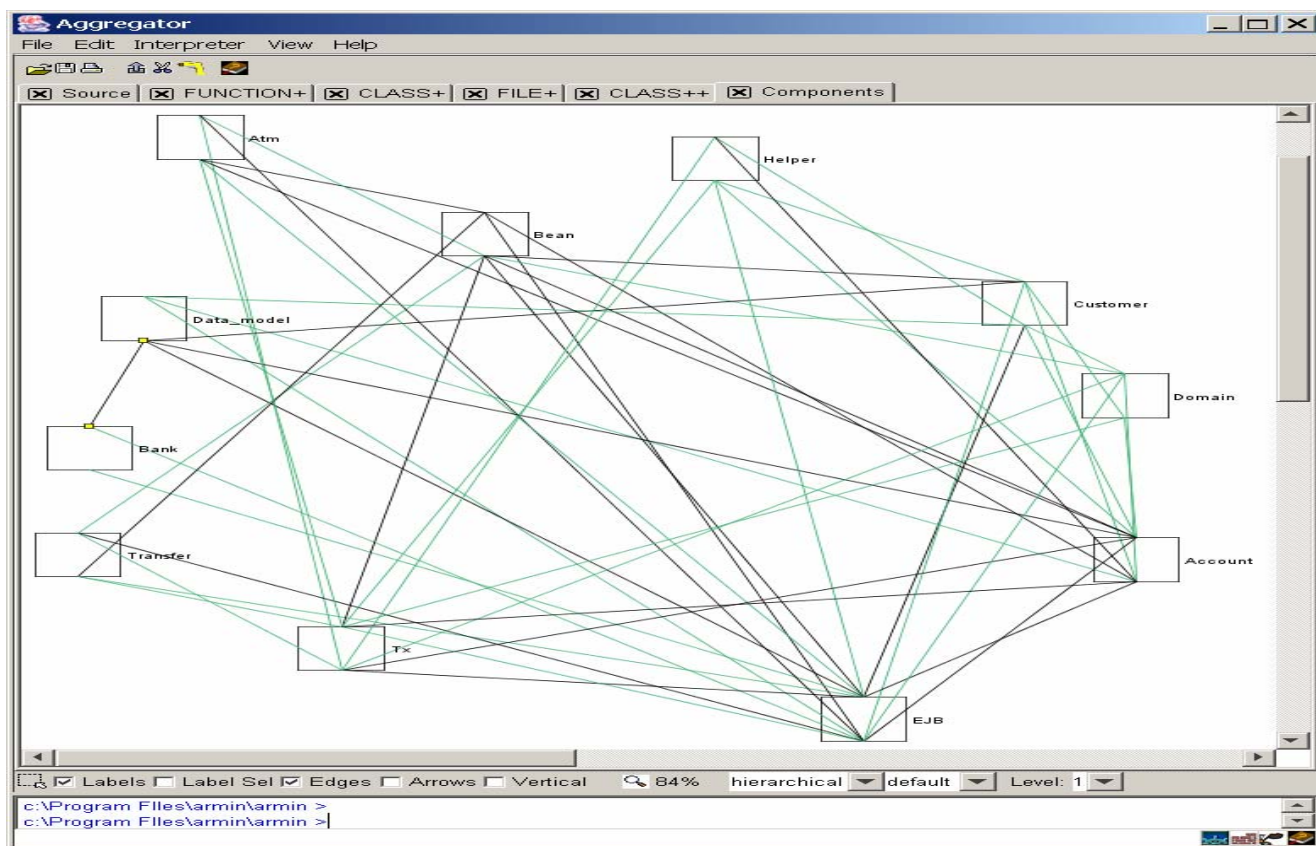 Aggregator
File Edit Interpreter View Help
Source FUNCTION+ CLASS+ FILE+ CLASS++ Components
Atm
Helper
Bean
Customer
Data_model
Domain
Bank
Transfer
Account
Tx
EJB
Labels Label Sel Edges Arrows Vertical 84% hierarchical default Level: 1
c:\Program FIles\armin\armin >
c:\Program FIles\armin\armin >